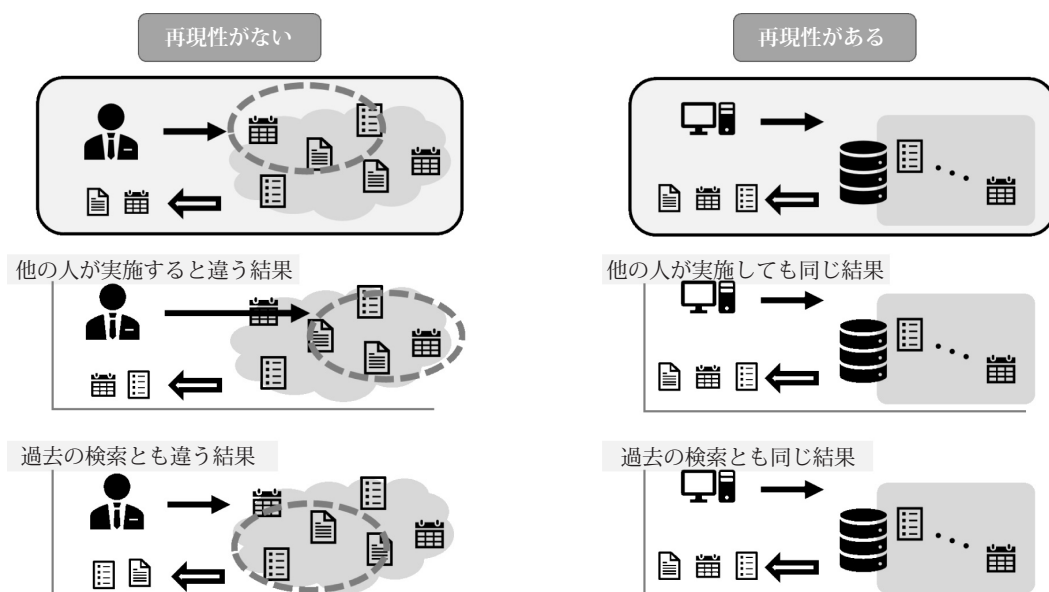 再現性がない
再現性がある
他の人が実施すると違う結果
他の人が実施しても同じ結果
過去の検索とも違う結果
過去の検索とも同じ結果